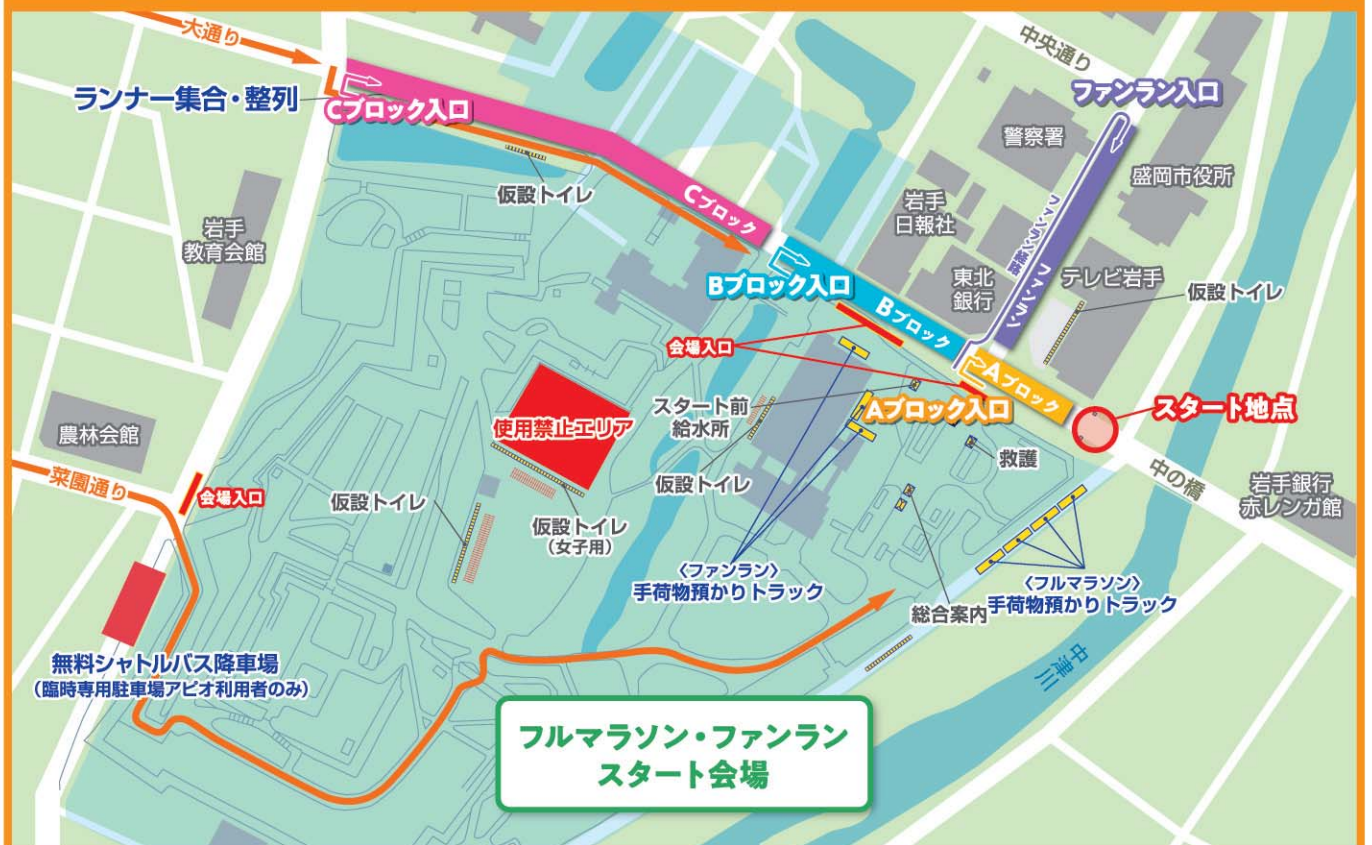 大通り
中央通り
ランナー集合・整列
Cブロック入口
ファンラン入口
警察署
盛岡市役所
仮設トイレ
Cブロック
岩手
日報社
ファンラン経路
岩手
教育会館
Bブロック入口
Bブロック
東北
銀行
ファンラン
テレビ岩手
仮設トイレ
会場入口
Aブロック
スタート前
給水所
Aブロック入口
スタート地点
使用禁止エリア
農林会館
救護
中の橋
菜園通り
会場入口
仮設トイレ
仮設トイレ
(女子用)
仮設トイレ
岩手銀行
赤レンガ館
〈ファンラン〉
手荷物預かりトラック
総合案内
〈フルマラソン〉
手荷物預かりトラック
無料シャトルバス降車場
(臨時専用駐車場アピオ利用者のみ)
中津川
フルマラソン・ファンラン
スタート会場